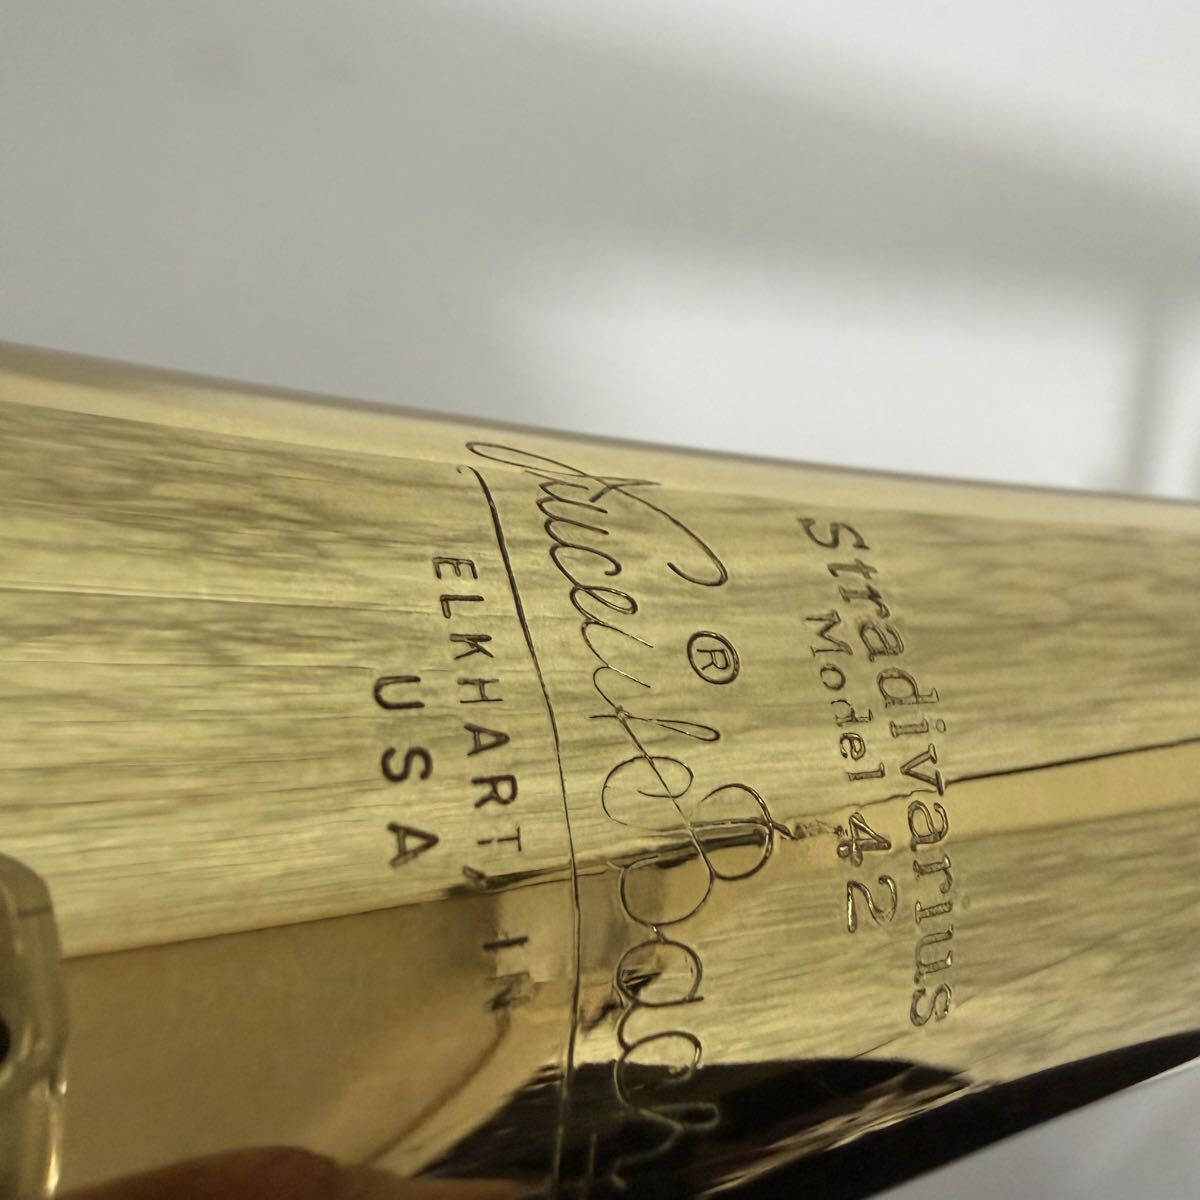 Stradivarius
Model 42
Vincent Bach
®
ELKHART, IN
USA